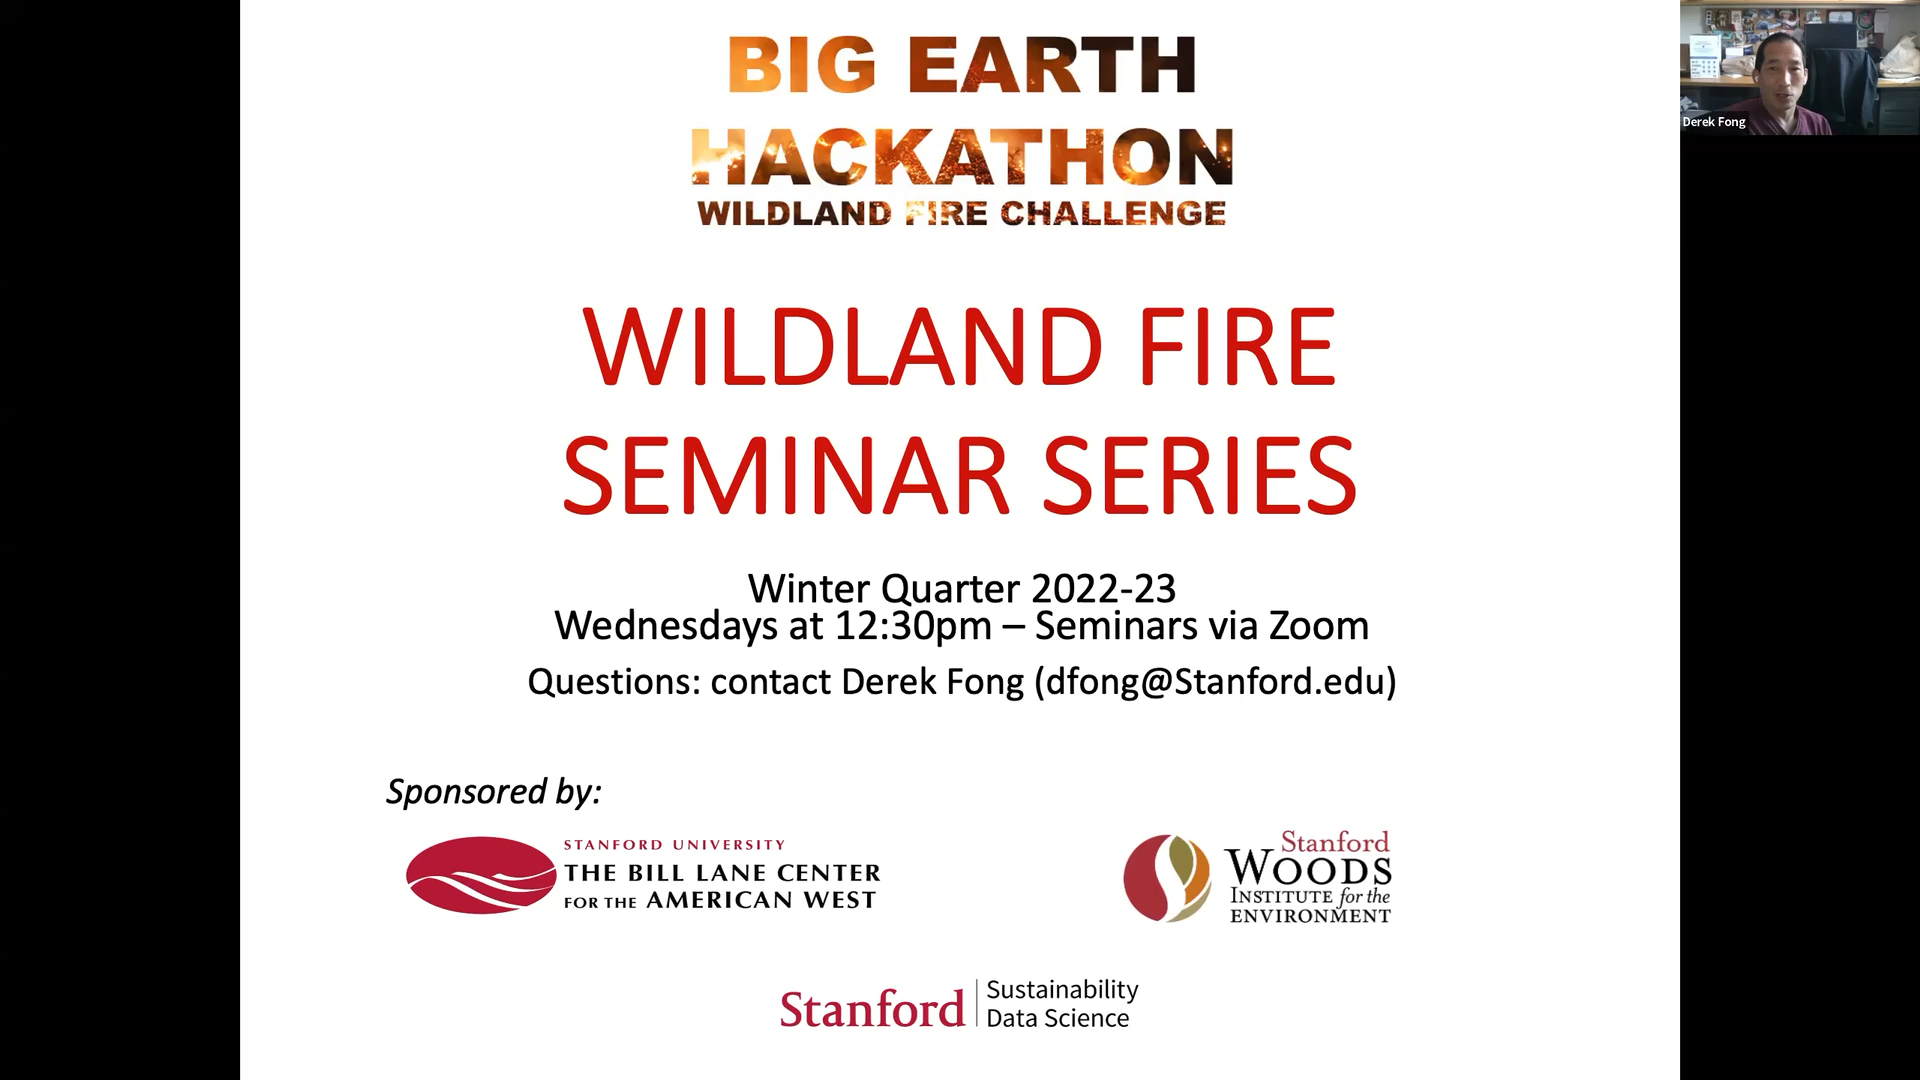 BIG EARTH
HACKATHON
WILDLAND FIRE CHALLENGE
WILDLAND FIRE
SEMINAR SERIES
Winter Quarter 2022-23
Wednesdays at 12:30pm – Seminars via Zoom
Questions: contact Derek Fong (dfong@Stanford.edu)
Sponsored by:
STANFORD UNIVERSITY
THE BILL LANE CENTER
FOR THE AMERICAN WEST
Stanford
WOODS
INSTITUTE for the
ENVIRONMENT
Stanford
Sustainability
Data Science
Derek Fong